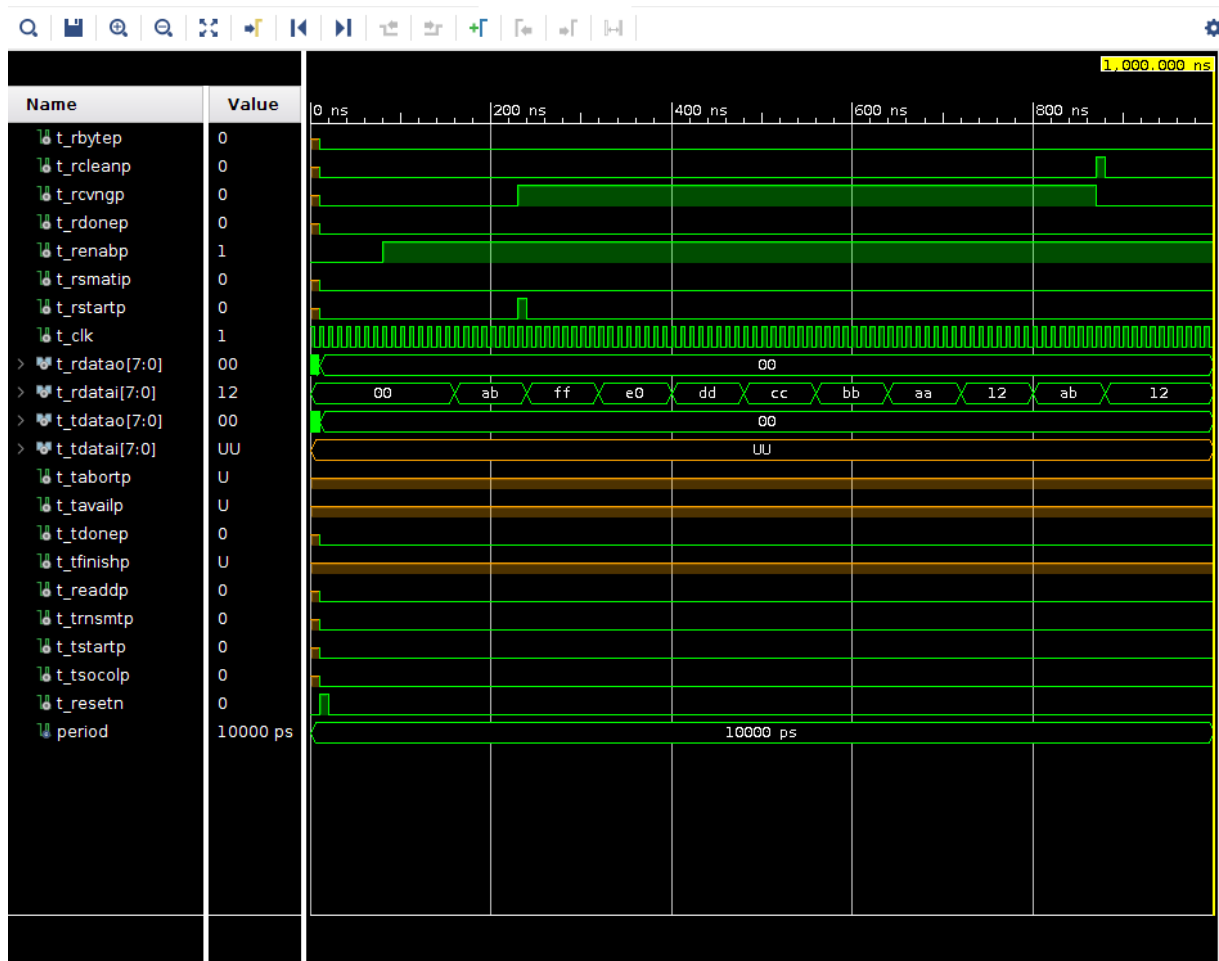 1,000.000 ns
Name Value
0 ns 200 ns 400 ns 600 ns 800 ns
t_rbytep 0
t_rcleanp 0
t_rcvngp 0
t_rdonep 0
t_renabp 1
t_rsmatip 0
t_rstartp 0
t_clk 1
t_rdatao[7:0] 00 00
t_rdatai[7:0] 12 00 ab ff e0 dd cc bb aa 12 ab 12
t_tdatao[7:0] 00 00
t_tdatai[7:0] UU UU
t_tabortp U
t_tavailp U
t_tdonep 0
t_tfinishp U
t_readdp 0
t_trnsmtp 0
t_tstartp 0
t_tsocolp 0
t_resetn 0
period 10000 ps 10000 ps